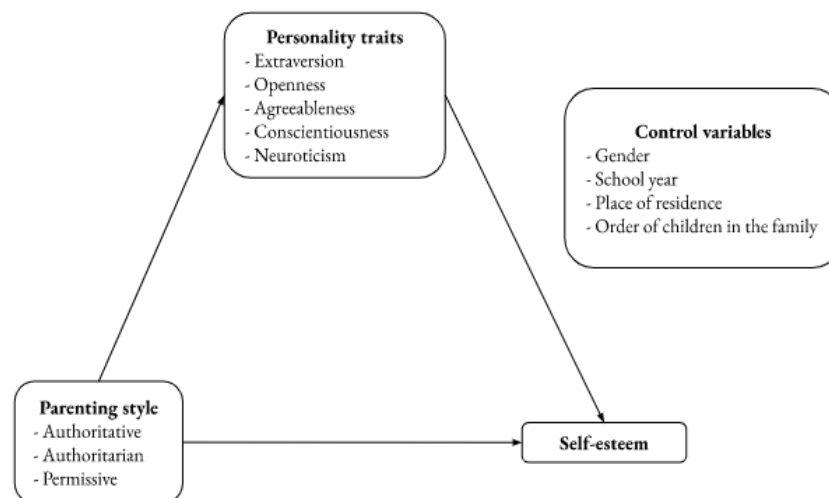 Personality traits
- Extraversion
- Openness
- Agreeableness
- Conscientiousness
- Neuroticism
Control variables
- Gender
- School year
- Place of residence
- Order of children in the family
Parenting style
- Authoritative
- Authoritarian
- Permissive
Self-esteem